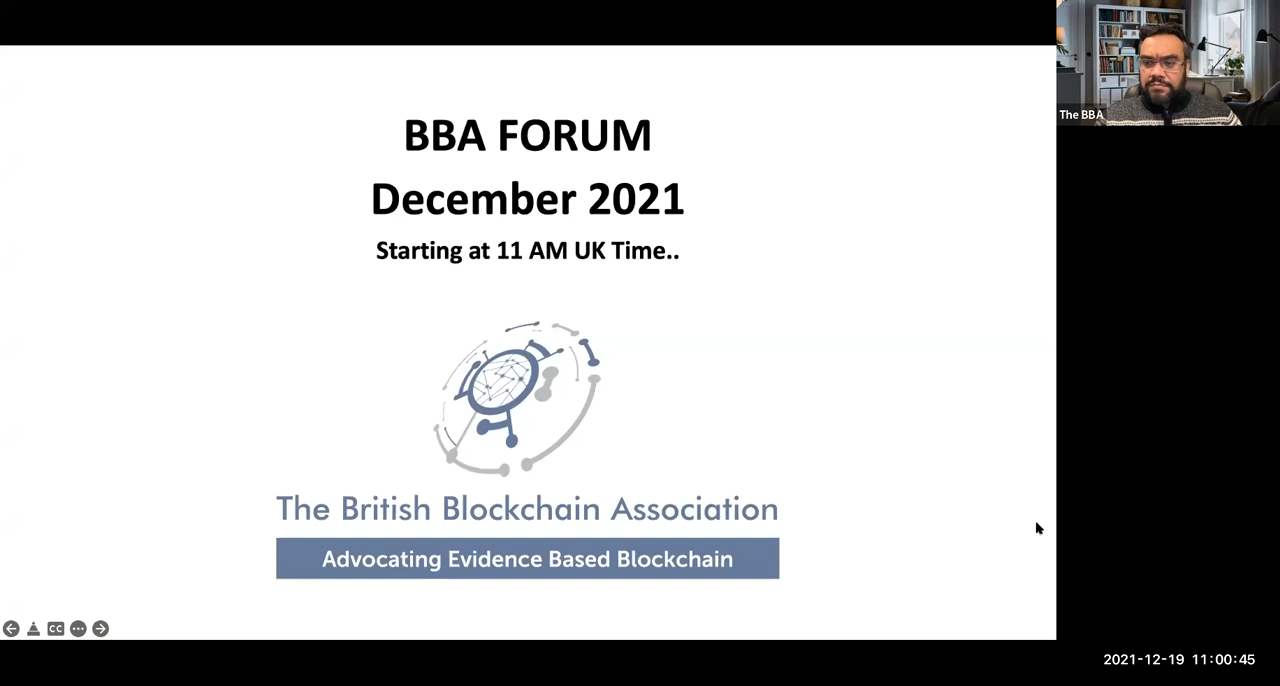 BBA FORUM
December 2021
Starting at 11 AM UK Time..
The British Blockchain Association
Advocating Evidence Based Blockchain
The BBA
CC
2021-12-19 11:00:45